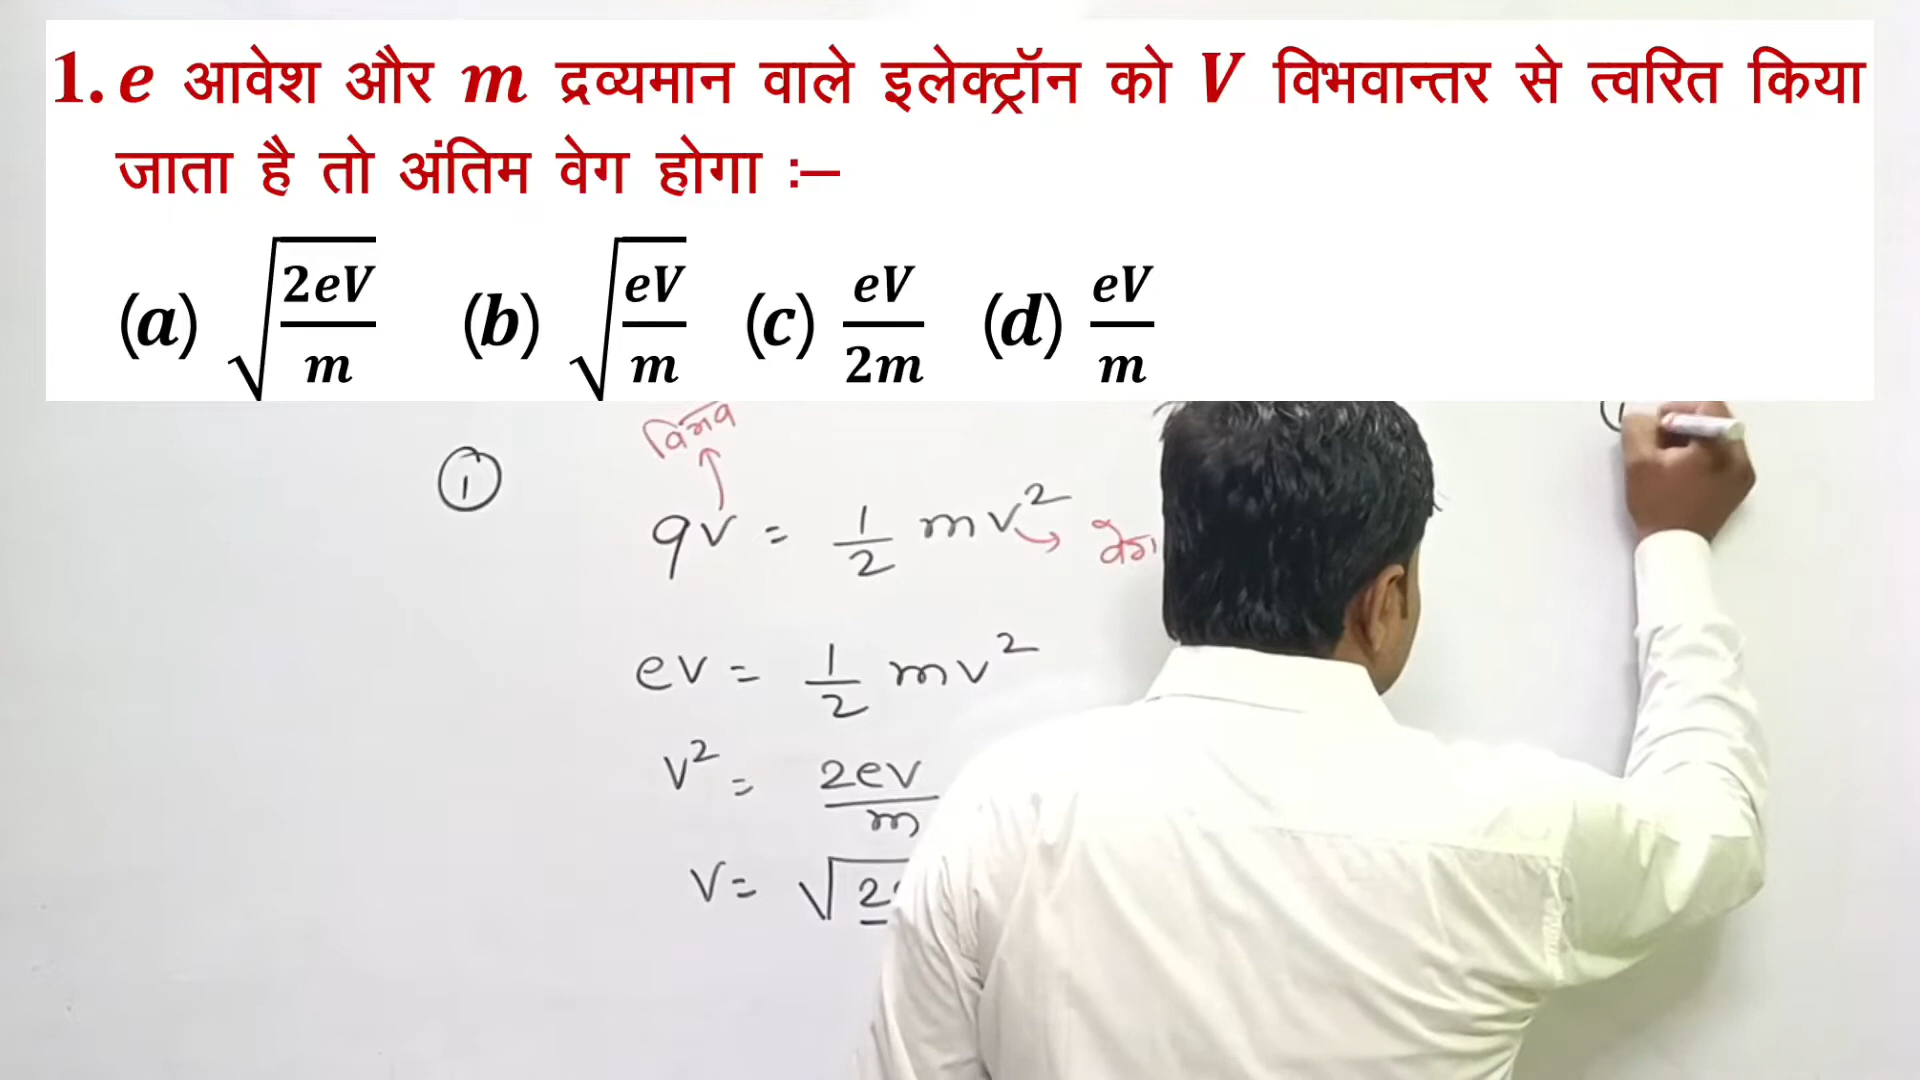 1. e आवेश और m द्रव्यमान वाले इलेक्ट्रॉन को V विभवान्तर से त्वरित किया
जाता है तो अंतिम वेग होगा :–
(a) √(2eV/m) (b) √(eV/m) (c) eV/2m (d) eV/m
विभव
①
qv = 1/2 mv² → वेग
ev = 1/2 mv²
v² = 2ev/m
v = √2